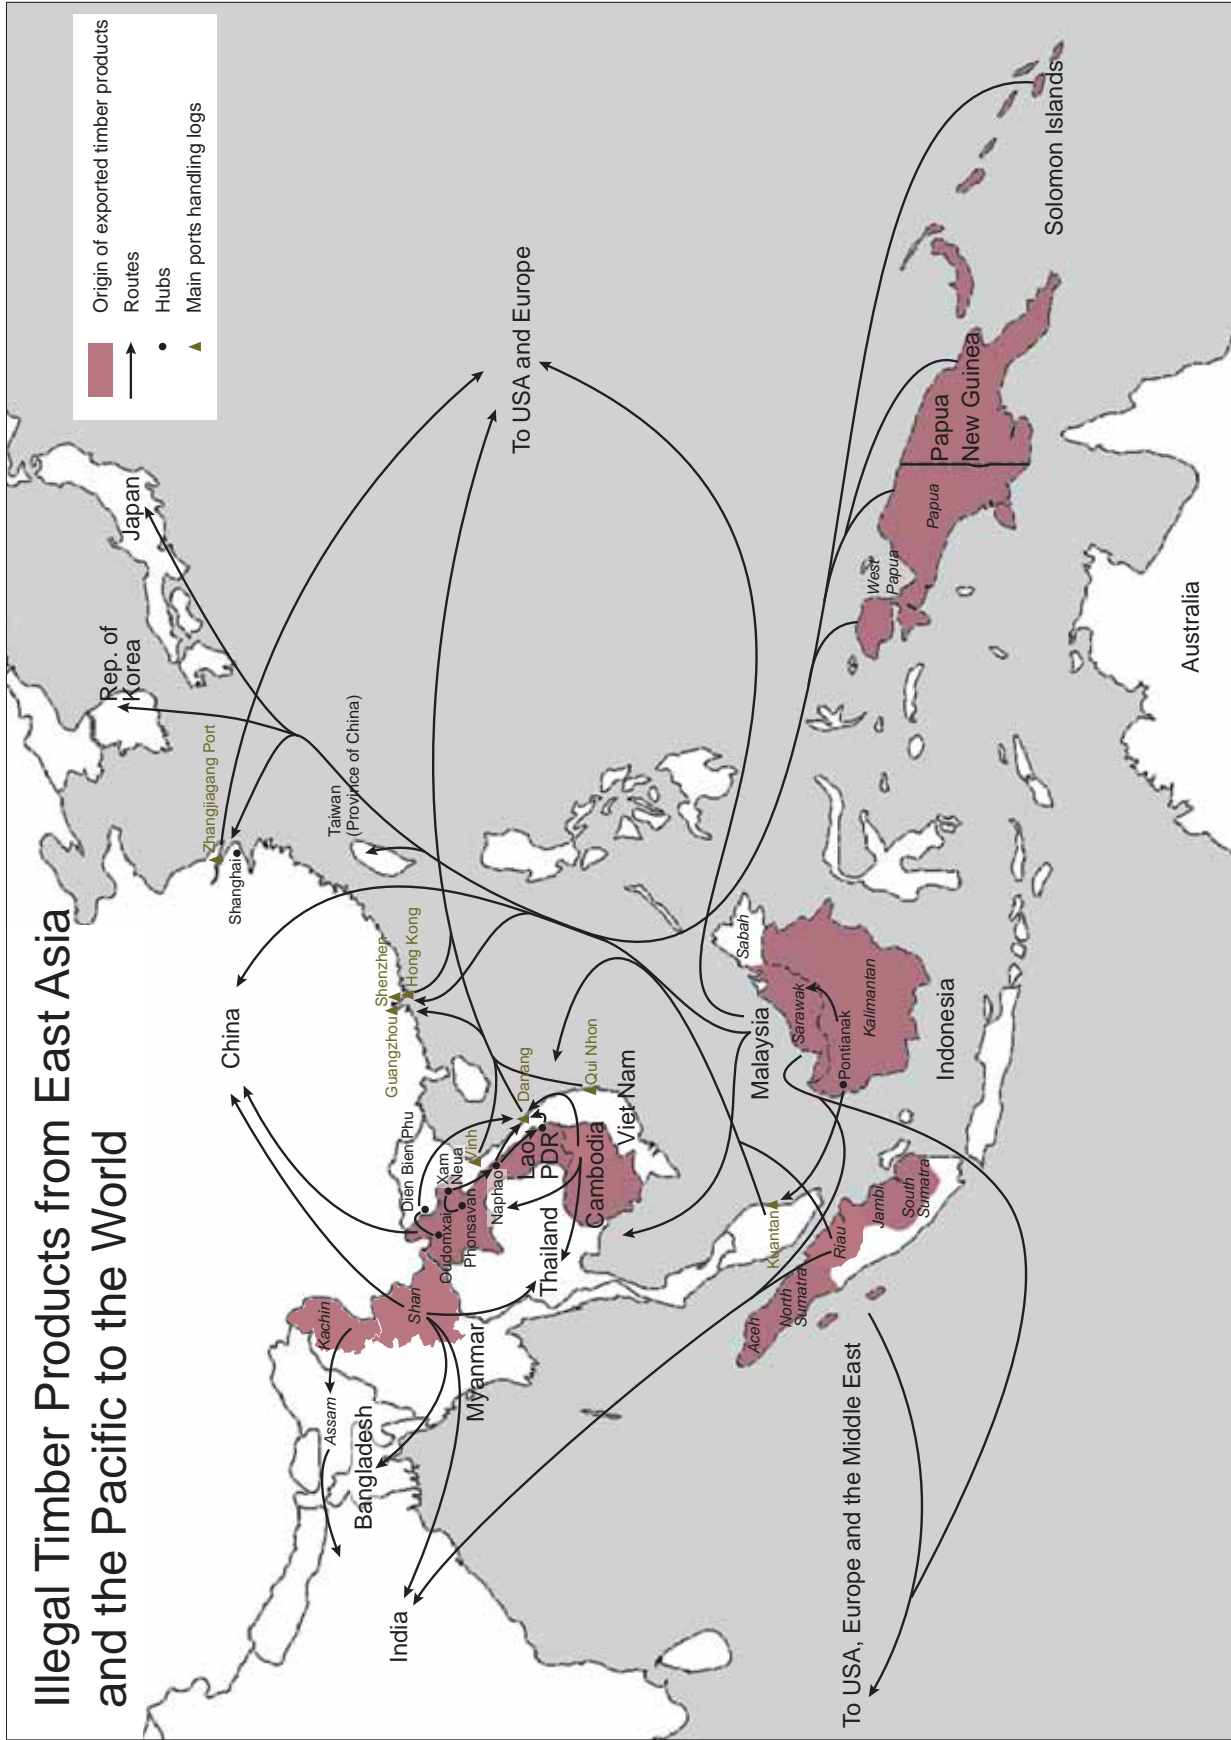 Illegal Timber Products from East Asia
and the Pacific to the World
Origin of exported timber products
Routes
Hubs
Main ports handling logs
Japan
Rep. of
Korea
Zhangjiagang Port
Shanghai
China
Taiwan
(Province of China)
To USA and Europe
Shenzhen
Hong Kong
Guangzhou
Dien Bien Phu
Xam
Neua
Oudomxai
Phonsavan
Vinh
Naphao
Danang
Lao
PDR
Qui Nhon
Viet Nam
Cambodia
Thailand
Kachin
Shan
Myanmar
Assam
Bangladesh
India
Kuantan
Malaysia
Sabah
Sarawak
Pontianak
Kalimantan
Indonesia
Aceh
North
Sumatra
Riau
Jambi
South
Sumatra
To USA, Europe and the Middle East
West
Papua
Papua
Papua
New Guinea
Solomon Islands
Australia